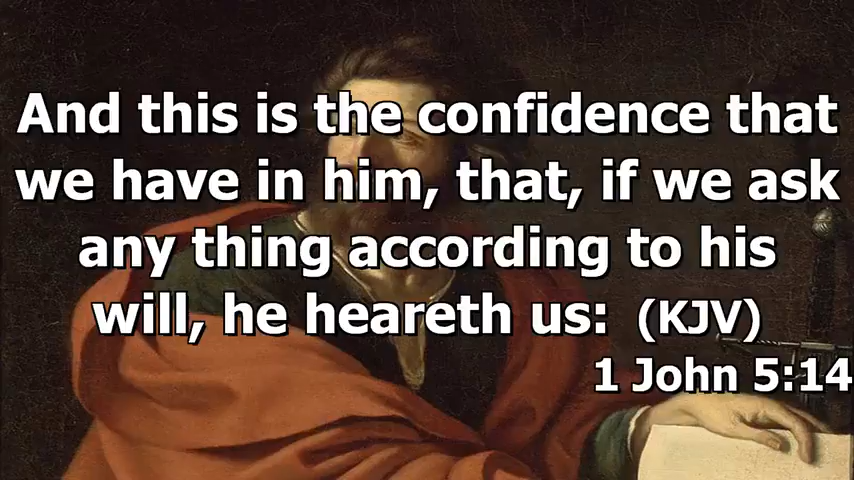 And this is the confidence that
we have in him, that, if we ask
any thing according to his
will, he heareth us: (KJV)
1 John 5:14